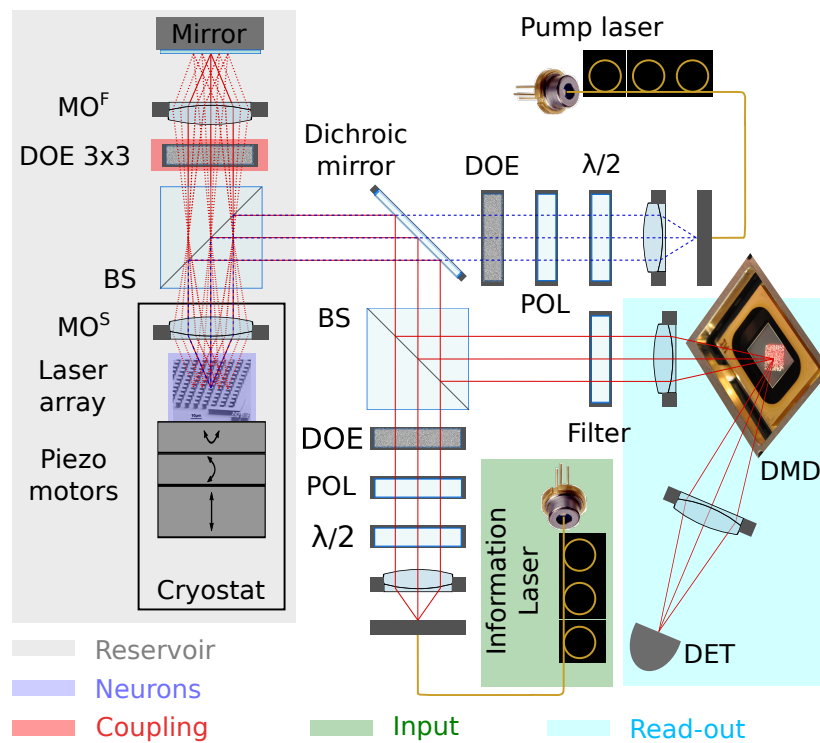 Mirror
Pump laser
MO^F
Dichroic
mirror
DOE 3x3
DOE
λ/2
BS
POL
MO^S
BS
Laser
array
Filter
DOE
DMD
Piezo
motors
POL
λ/2
Information
Laser
Cryostat
DET
Reservoir
Neurons
Coupling
Input
Read-out